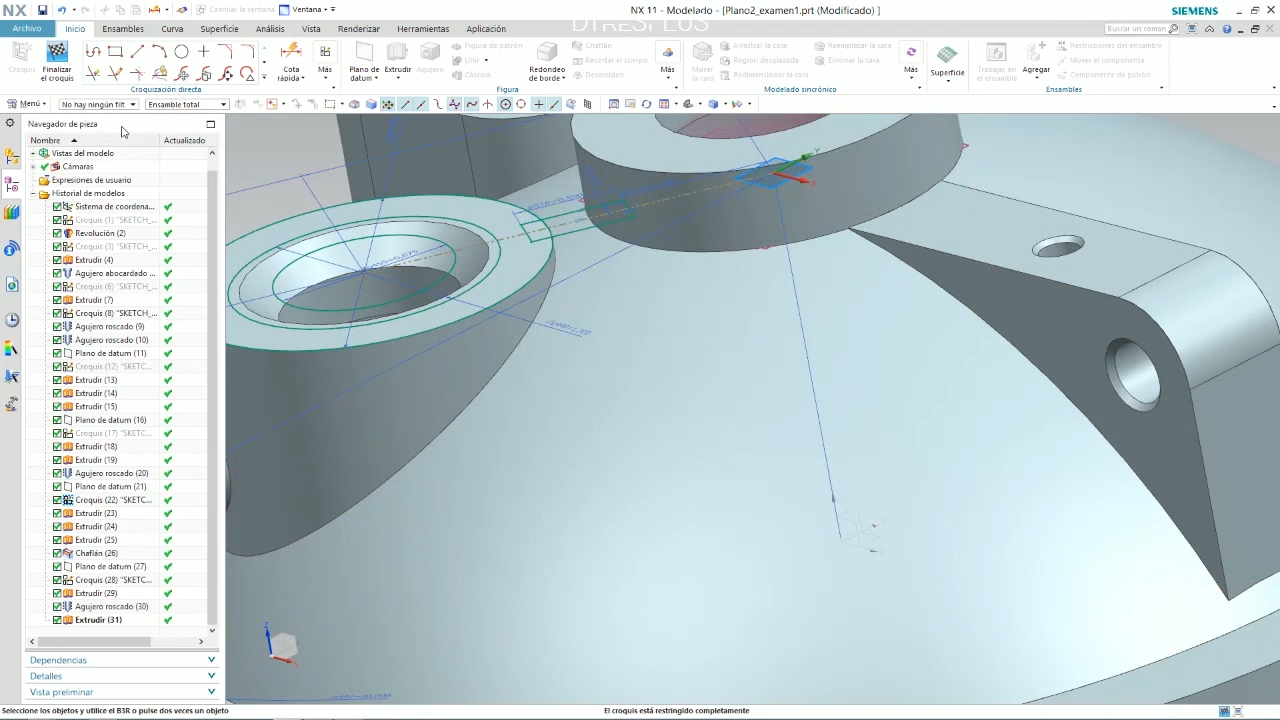 NX
Cambiar la ventana
Ventana
NX 11 - Modelado - [Plano2_examen1.prt (Modificado) ]
SIEMENS
DTRESPLUS
Archivo
Inicio
Ensambles
Curva
Superficie
Análisis
Vista
Renderizar
Herramientas
Aplicación
Buscar un coman
Croquis
Finalizar el croquis
Cota rápida
Más
Croquización directa
Plano de datum
Extrudir
Agujero
Figura de patrón
Unir
Cáscara
Redondeo de borde
Chaflán
Recortar el cuerpo
Desmoldeo
Más
Figura
Mover la cara
Arrastrar la cara
Región desplazada
Redimensionar la cara
Reemplazar la cara
Eliminar la cara
Más
Modelado sincrónico
Superficie
Trabajar en el ensamble
Agregar
Restricciones del ensamble
Mover el componente
Componente de patrón
Ensambles
Menú
No hay ningún filt
Ensamble total
Navegador de pieza
Nombre
Actualizado
Vistas del modelo
Cámaras
Expresiones de usuario
Historial de modelos
Sistema de coordena...
Croquis (1) "SKETCH_...
Revolución (2)
Croquis (3) "SKETCH_...
Extrudir (4)
Agujero abocardado ...
Croquis (6) "SKETCH_...
Extrudir (7)
Croquis (8) "SKETCH_...
Agujero roscado (9)
Agujero roscado (10)
Plano de datum (11)
Croquis (12) "SKETC...
Extrudir (13)
Extrudir (14)
Extrudir (15)
Plano de datum (16)
Croquis (17) "SKETC...
Extrudir (18)
Extrudir (19)
Agujero roscado (20)
Plano de datum (21)
Croquis (22) "SKETC...
Extrudir (23)
Extrudir (24)
Extrudir (25)
Chaflán (26)
Plano de datum (27)
Croquis (28) "SKETC...
Extrudir (29)
Agujero roscado (30)
Extrudir (31)
Dependencias
Detalles
Vista preliminar
Y
X
Z
X
Seleccione los objetos y utilice el B3R o pulse dos veces un objeto
El croquis está restringido completamente